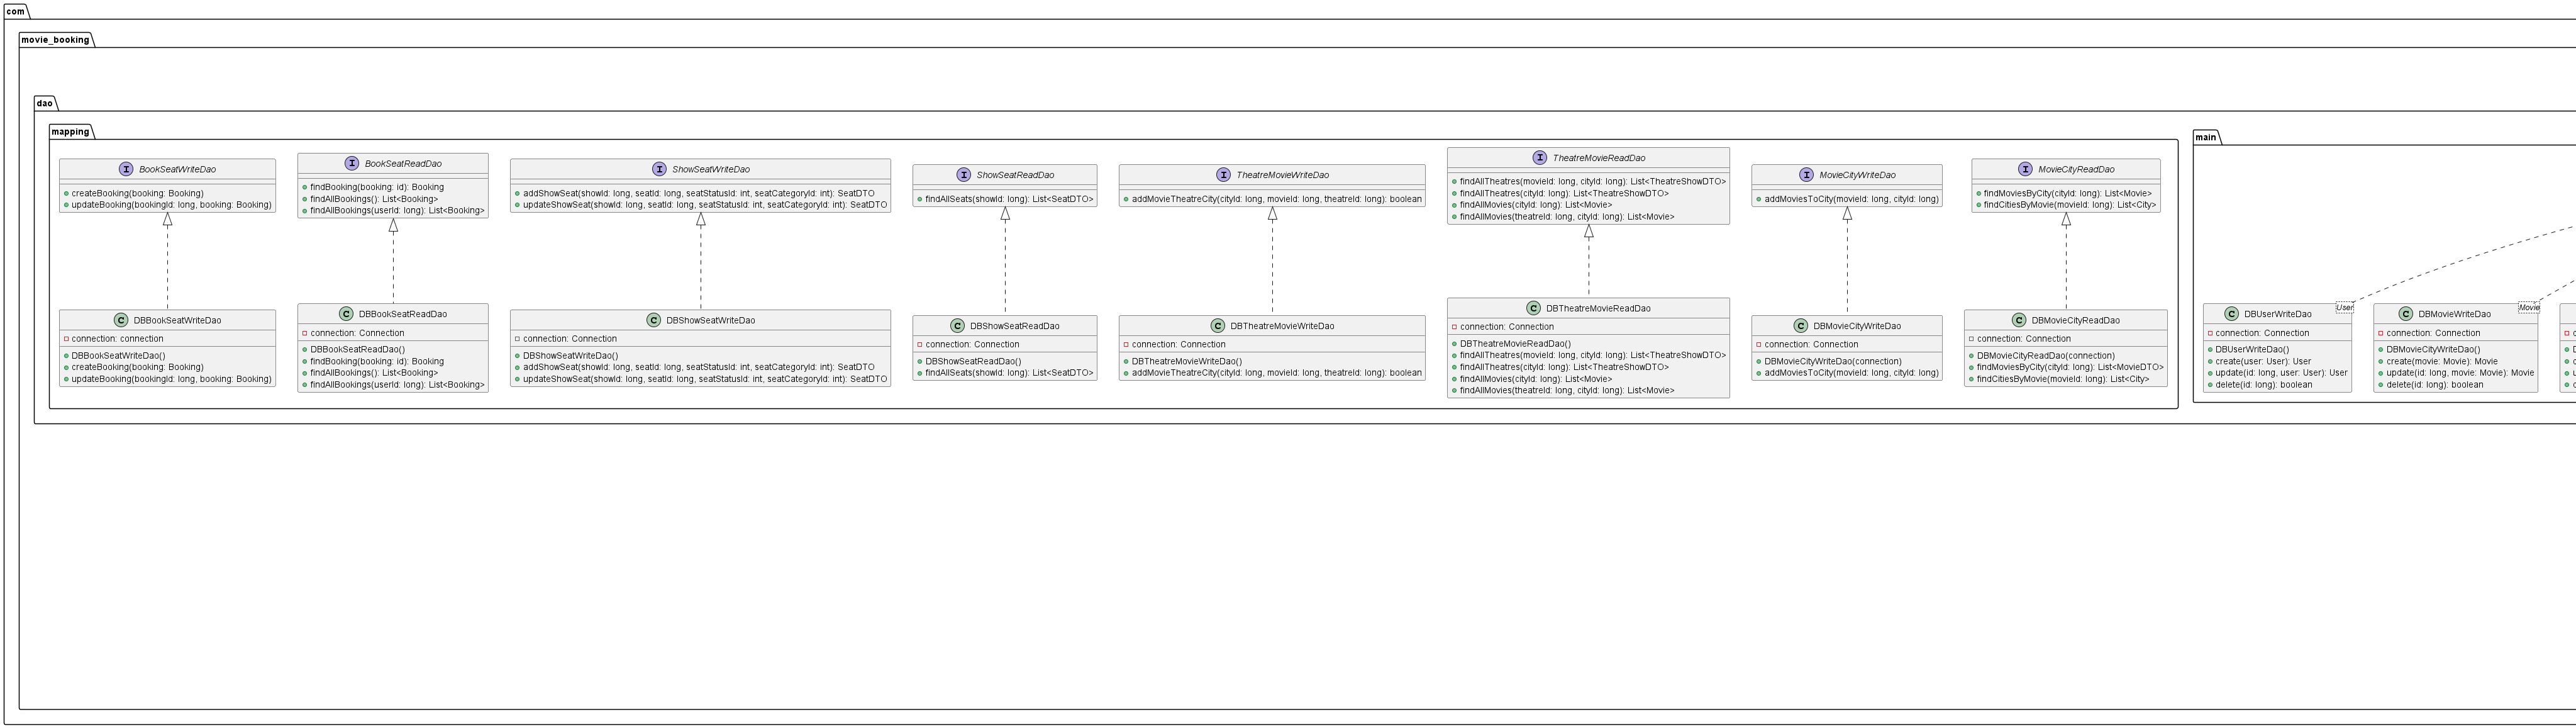 com
movie_booking
dao
mapping
main
BookSeatWriteDao
createBooking(booking: Booking)
updateBooking(bookingId: long, booking: Booking)
BookSeatReadDao
findBooking(booking: id): Booking
findAllBookings(): List<Booking>
findAllBookings(userId: long): List<Booking>
ShowSeatWriteDao
addShowSeat(showId: long, seatId: long, seatStatusId: int, seatCategoryId: int): SeatDTO
updateShowSeat(showId: long, seatId: long, seatStatusId: int, seatCategoryId: int): SeatDTO
ShowSeatReadDao
findAllSeats(showId: long): List<SeatDTO>
TheatreMovieWriteDao
addMovieTheatreCity(cityId: long, movieId: long, theatreId: long): boolean
TheatreMovieReadDao
findAllTheatres(movieId: long, cityId: long): List<TheatreShowDTO>
findAllTheatres(cityId: long): List<TheatreShowDTO>
findAllMovies(cityId: long): List<Movie>
findAllMovies(theatreId: long, cityId: long): List<Movie>
MovieCityWriteDao
addMoviesToCity(movieId: long, cityId: long)
MovieCityReadDao
findMoviesByCity(cityId: long): List<Movie>
findCitiesByMovie(movieId: long): List<City>
DBBookSeatWriteDao
connection: connection
DBBookSeatWriteDao()
createBooking(booking: Booking)
updateBooking(bookingId: long, booking: Booking)
DBBookSeatReadDao
connection: Connection
DBBookSeatReadDao()
findBooking(booking: id): Booking
findAllBookings(): List<Booking>
findAllBookings(userId: long): List<Booking>
DBShowSeatWriteDao
connection: Connection
DBShowSeatWriteDao()
addShowSeat(showId: long, seatId: long, seatStatusId: int, seatCategoryId: int): SeatDTO
updateShowSeat(showId: long, seatId: long, seatStatusId: int, seatCategoryId: int): SeatDTO
DBShowSeatReadDao
connection: Connection
DBShowSeatReadDao()
findAllSeats(showId: long): List<SeatDTO>
DBTheatreMovieWriteDao
connection: Connection
DBTheatreMovieWriteDao()
addMovieTheatreCity(cityId: long, movieId: long, theatreId: long): boolean
DBTheatreMovieReadDao
connection: Connection
DBTheatreMovieReadDao()
findAllTheatres(movieId: long, cityId: long): List<TheatreShowDTO>
findAllTheatres(cityId: long): List<TheatreShowDTO>
findAllMovies(cityId: long): List<Movie>
findAllMovies(theatreId: long, cityId: long): List<Movie>
DBMovieCityWriteDao
connection: Connection
DBMovieCityWriteDao(connection)
addMoviesToCity(movieId: long, cityId: long)
DBMovieCityReadDao
connection: Connection
DBMovieCityReadDao(connection)
findMoviesByCity(cityId: long): List<MovieDTO>
findCitiesByMovie(movieId: long): List<City>
User
DBUserWriteDao
connection: Connection
DBUserWriteDao()
create(user: User): User
update(id: long, user: User): User
delete(id: long): boolean
Movie
DBMovieWriteDao
connection: Connection
DBMovieCityWriteDao()
create(movie: Movie): Movie
update(id: long, movie: Movie): Movie
delete(id: long): boolean